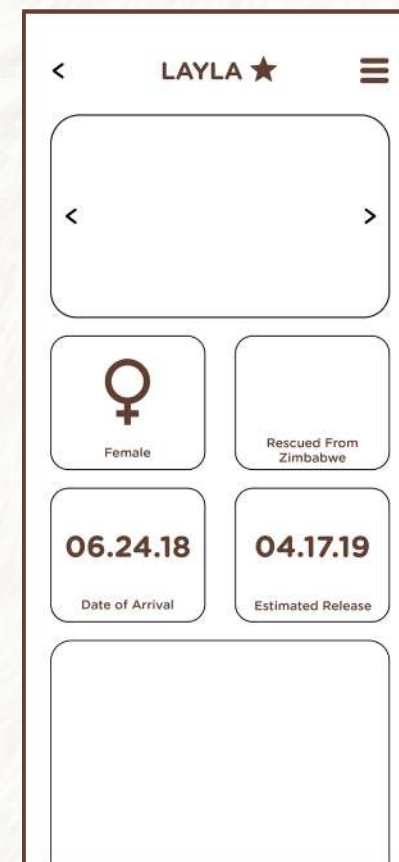 LAYLA
Female
Rescued From
Zimbabwe
06.24.18
04.17.19
Date of Arrival
Estimated Release